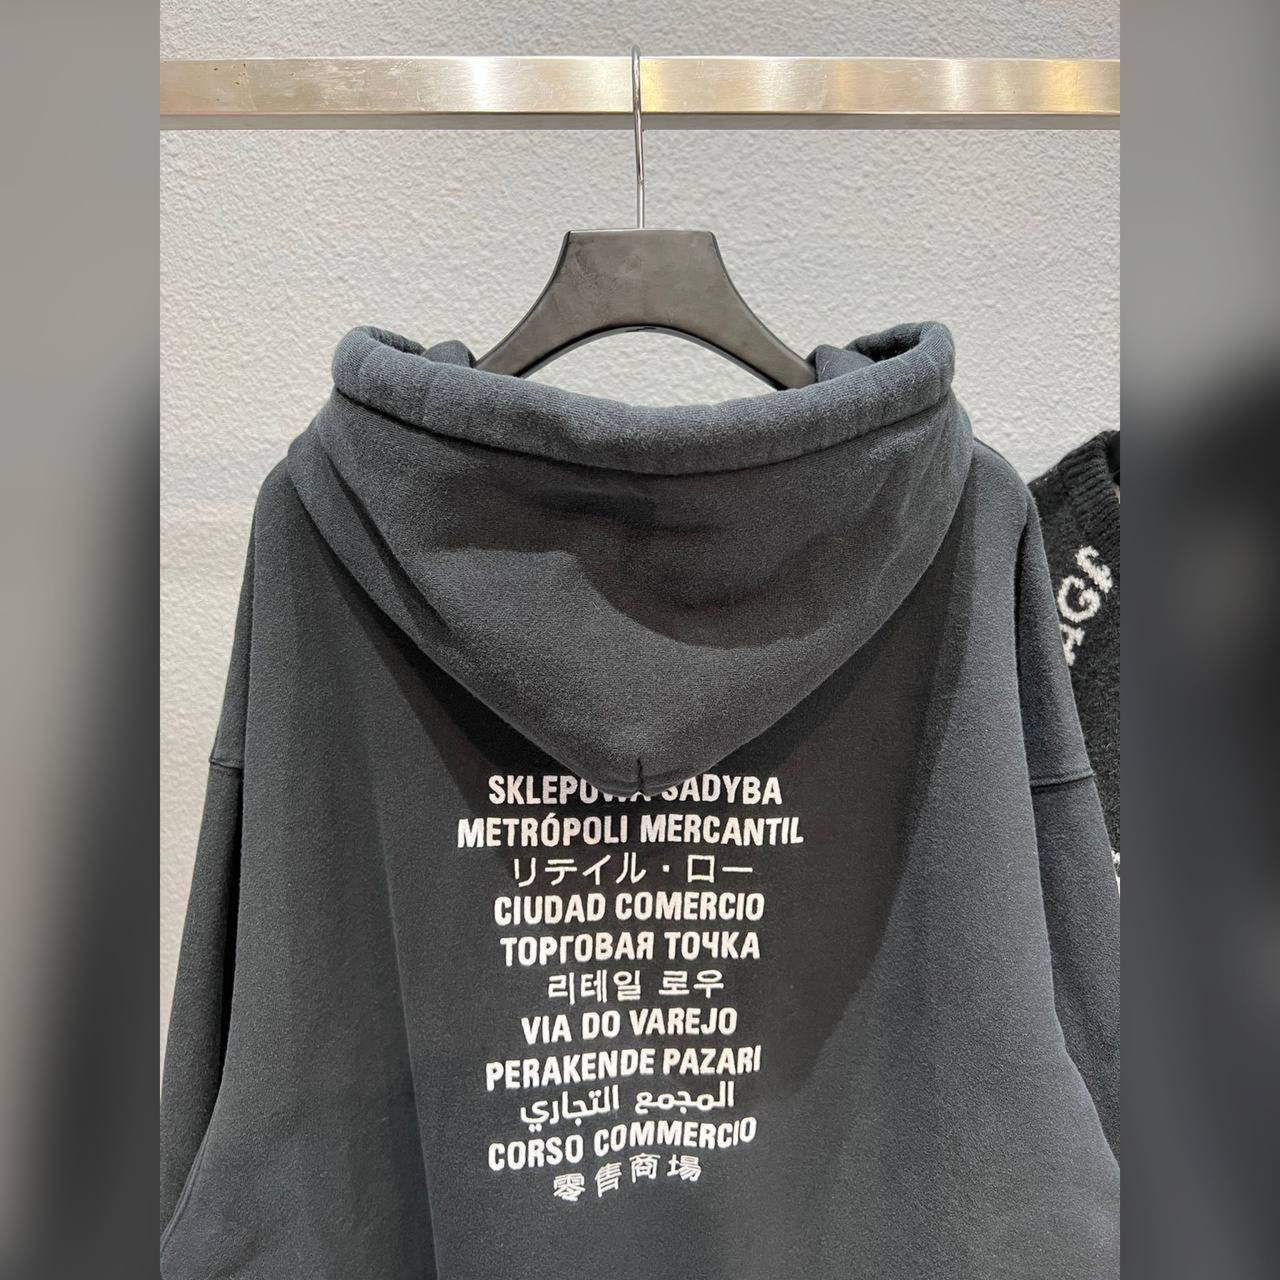 SKLEPOWA SADYBA
METRÓPOLI MERCANTIL
リテイル・ロー
CIUDAD COMERCIO
ТОРГОВАЯ ТОЧКА
리테일 로우
VIA DO VAREJO
PERAKENDE PAZARI
المجمع التجاري
CORSO COMMERCIO
零售商場